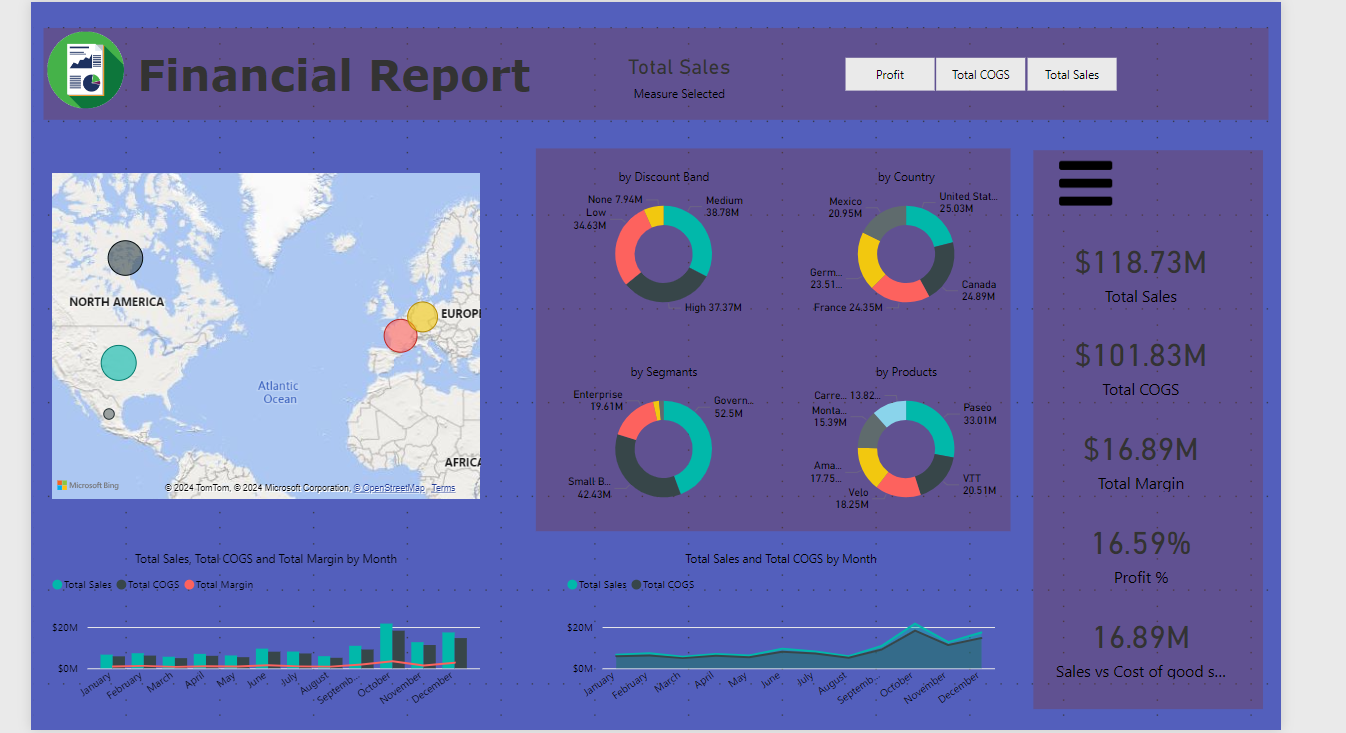 Financial Report
Total Sales
Measure Selected
Profit
Total COGS
Total Sales
NORTH AMERICA
EUROP
Atlantic
Ocean
AFRICA
Microsoft Bing
© 2024 TomTom, © 2024 Microsoft Corporation, © OpenStreetMap Terms
by Discount Band
None 7.94M
Low
34.63M
Medium
38.78M
High 37.37M
by Country
Mexico
20.95M
United Stat...
25.03M
Germ...
23.51...
Canada
24.89M
France 24.35M
by Segmants
Enterprise
19.61M
Govern...
52.5M
Small B...
42.43M
by Products
Carre... 13.82...
Monta...
15.39M
Paseo
33.01M
Ama...
17.75...
VTT
20.51M
Velo
18.25M
$118.73M
Total Sales
$101.83M
Total COGS
$16.89M
Total Margin
16.59%
Profit %
16.89M
Sales vs Cost of good s...
Total Sales, Total COGS and Total Margin by Month
Total Sales
Total COGS
Total Margin
$20M
$0M
January
February
March
April
May
June
July
August
Septemb...
October
November
December
Total Sales and Total COGS by Month
Total Sales
Total COGS
$20M
$0M
January
February
March
April
May
June
July
August
Septemb...
October
November
December